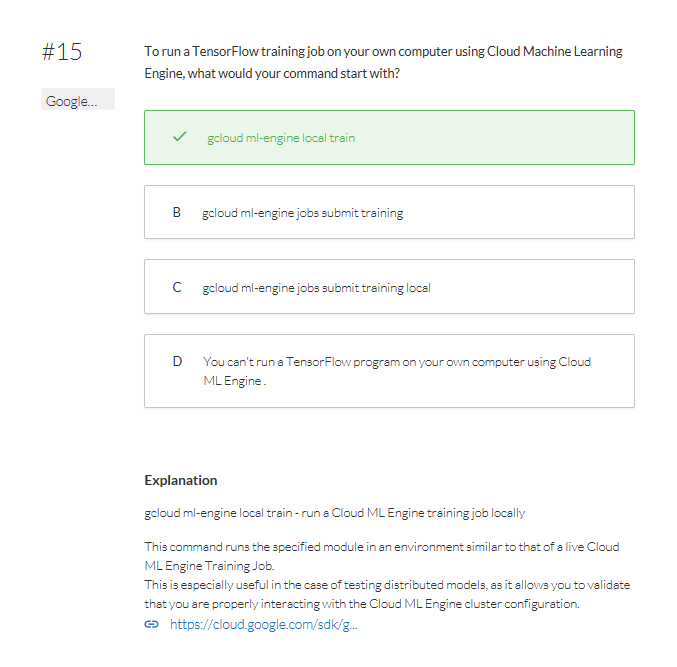 #15
To run a TensorFlow training job on your own computer using Cloud Machine Learning
Engine, what would your command start with?
Google...
gcloud ml-engine local train
B gcloud ml-engine jobs submit training
C gcloud ml-engine jobs submit training local
D You can't run a TensorFlow program on your own computer using Cloud
ML Engine .
Explanation
gcloud ml-engine local train - run a Cloud ML Engine training job locally
This command runs the specified module in an environment similar to that of a live Cloud
ML Engine Training Job.
This is especially useful in the case of testing distributed models, as it allows you to validate
that you are properly interacting with the Cloud ML Engine cluster configuration.
https://cloud.google.com/sdk/g...